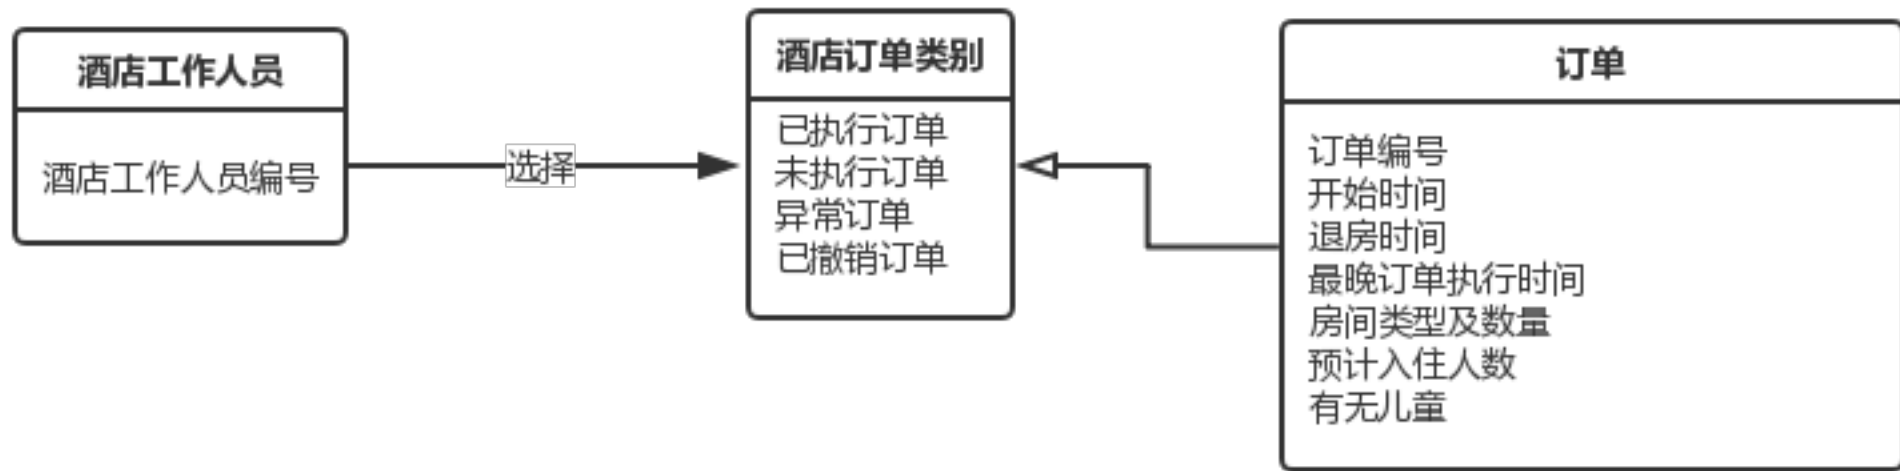 酒店工作人员
酒店工作人员编号
选择
酒店订单类别
已执行订单
未执行订单
异常订单
已撤销订单
订单
订单编号
开始时间
退房时间
最晚订单执行时间
房间类型及数量
预计入住人数
有无儿童